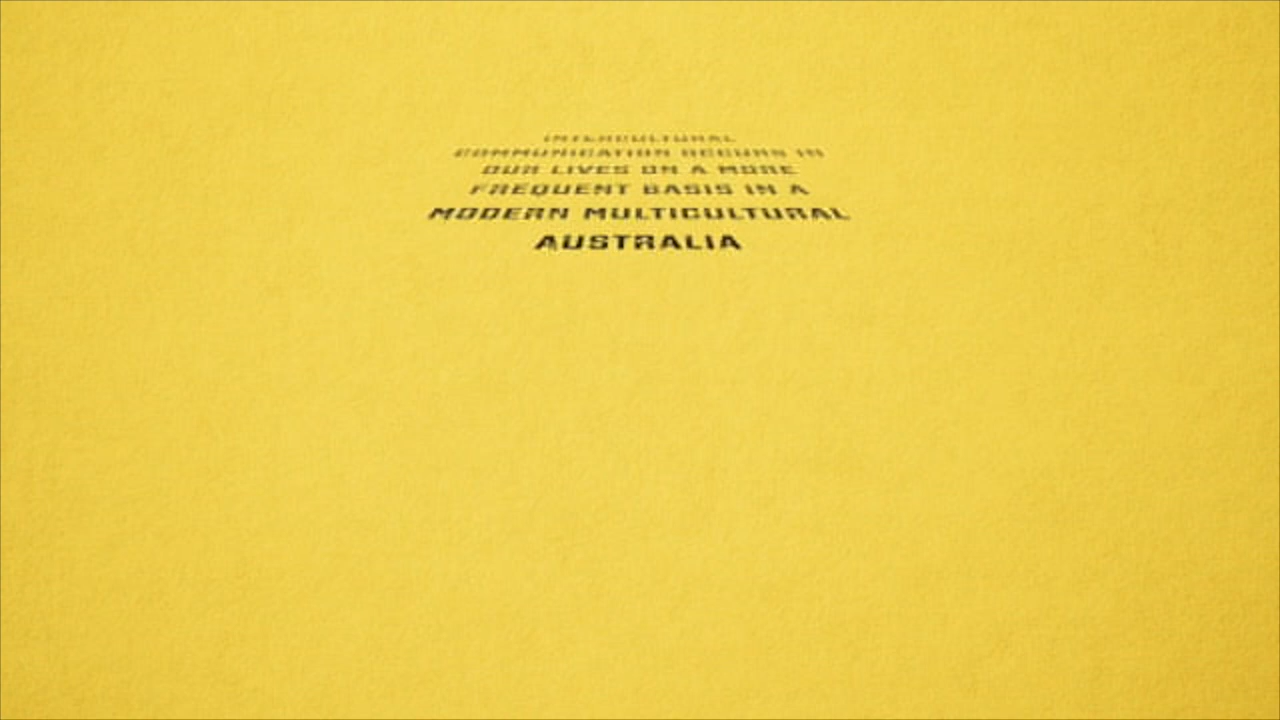 INTERCULTURAL
COMMUNICATION OCCURS IN
OUR LIVES ON A MORE
FREQUENT BASIS IN A
MODERN MULTICULTURAL
AUSTRALIA